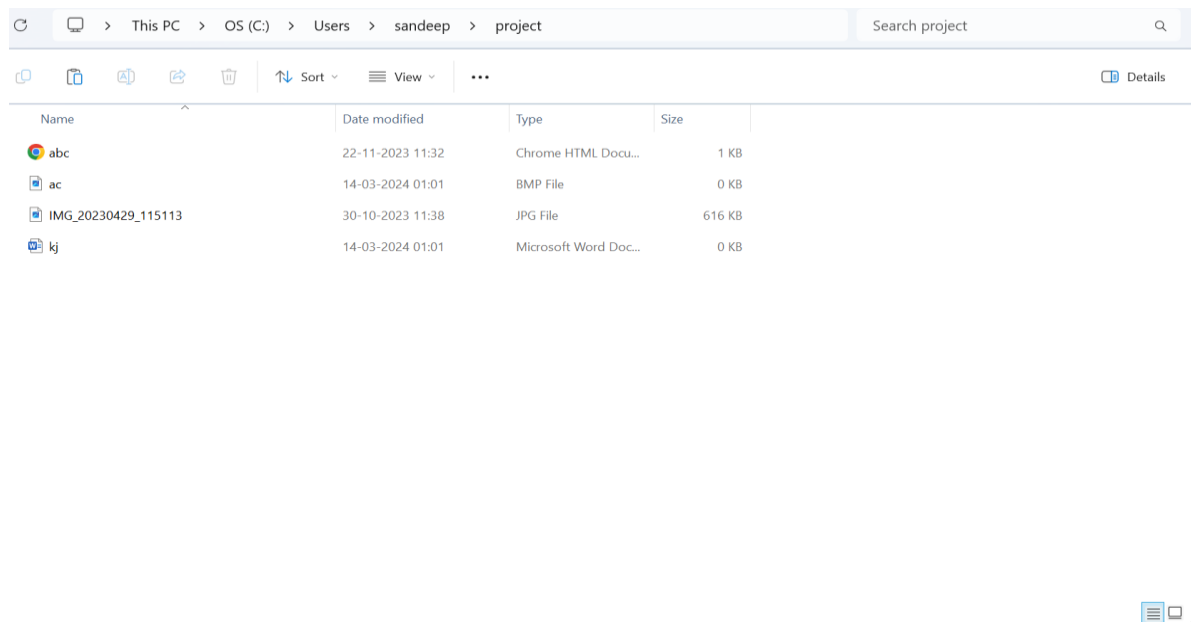 This PC > OS (C:) > Users > sandeep > project Search project
Sort View ... Details
Name Date modified Type Size
abc 22-11-2023 11:32 Chrome HTML Docu... 1 KB
ac 14-03-2024 01:01 BMP File 0 KB
IMG_20230429_115113 30-10-2023 11:38 JPG File 616 KB
kj 14-03-2024 01:01 Microsoft Word Doc... 0 KB